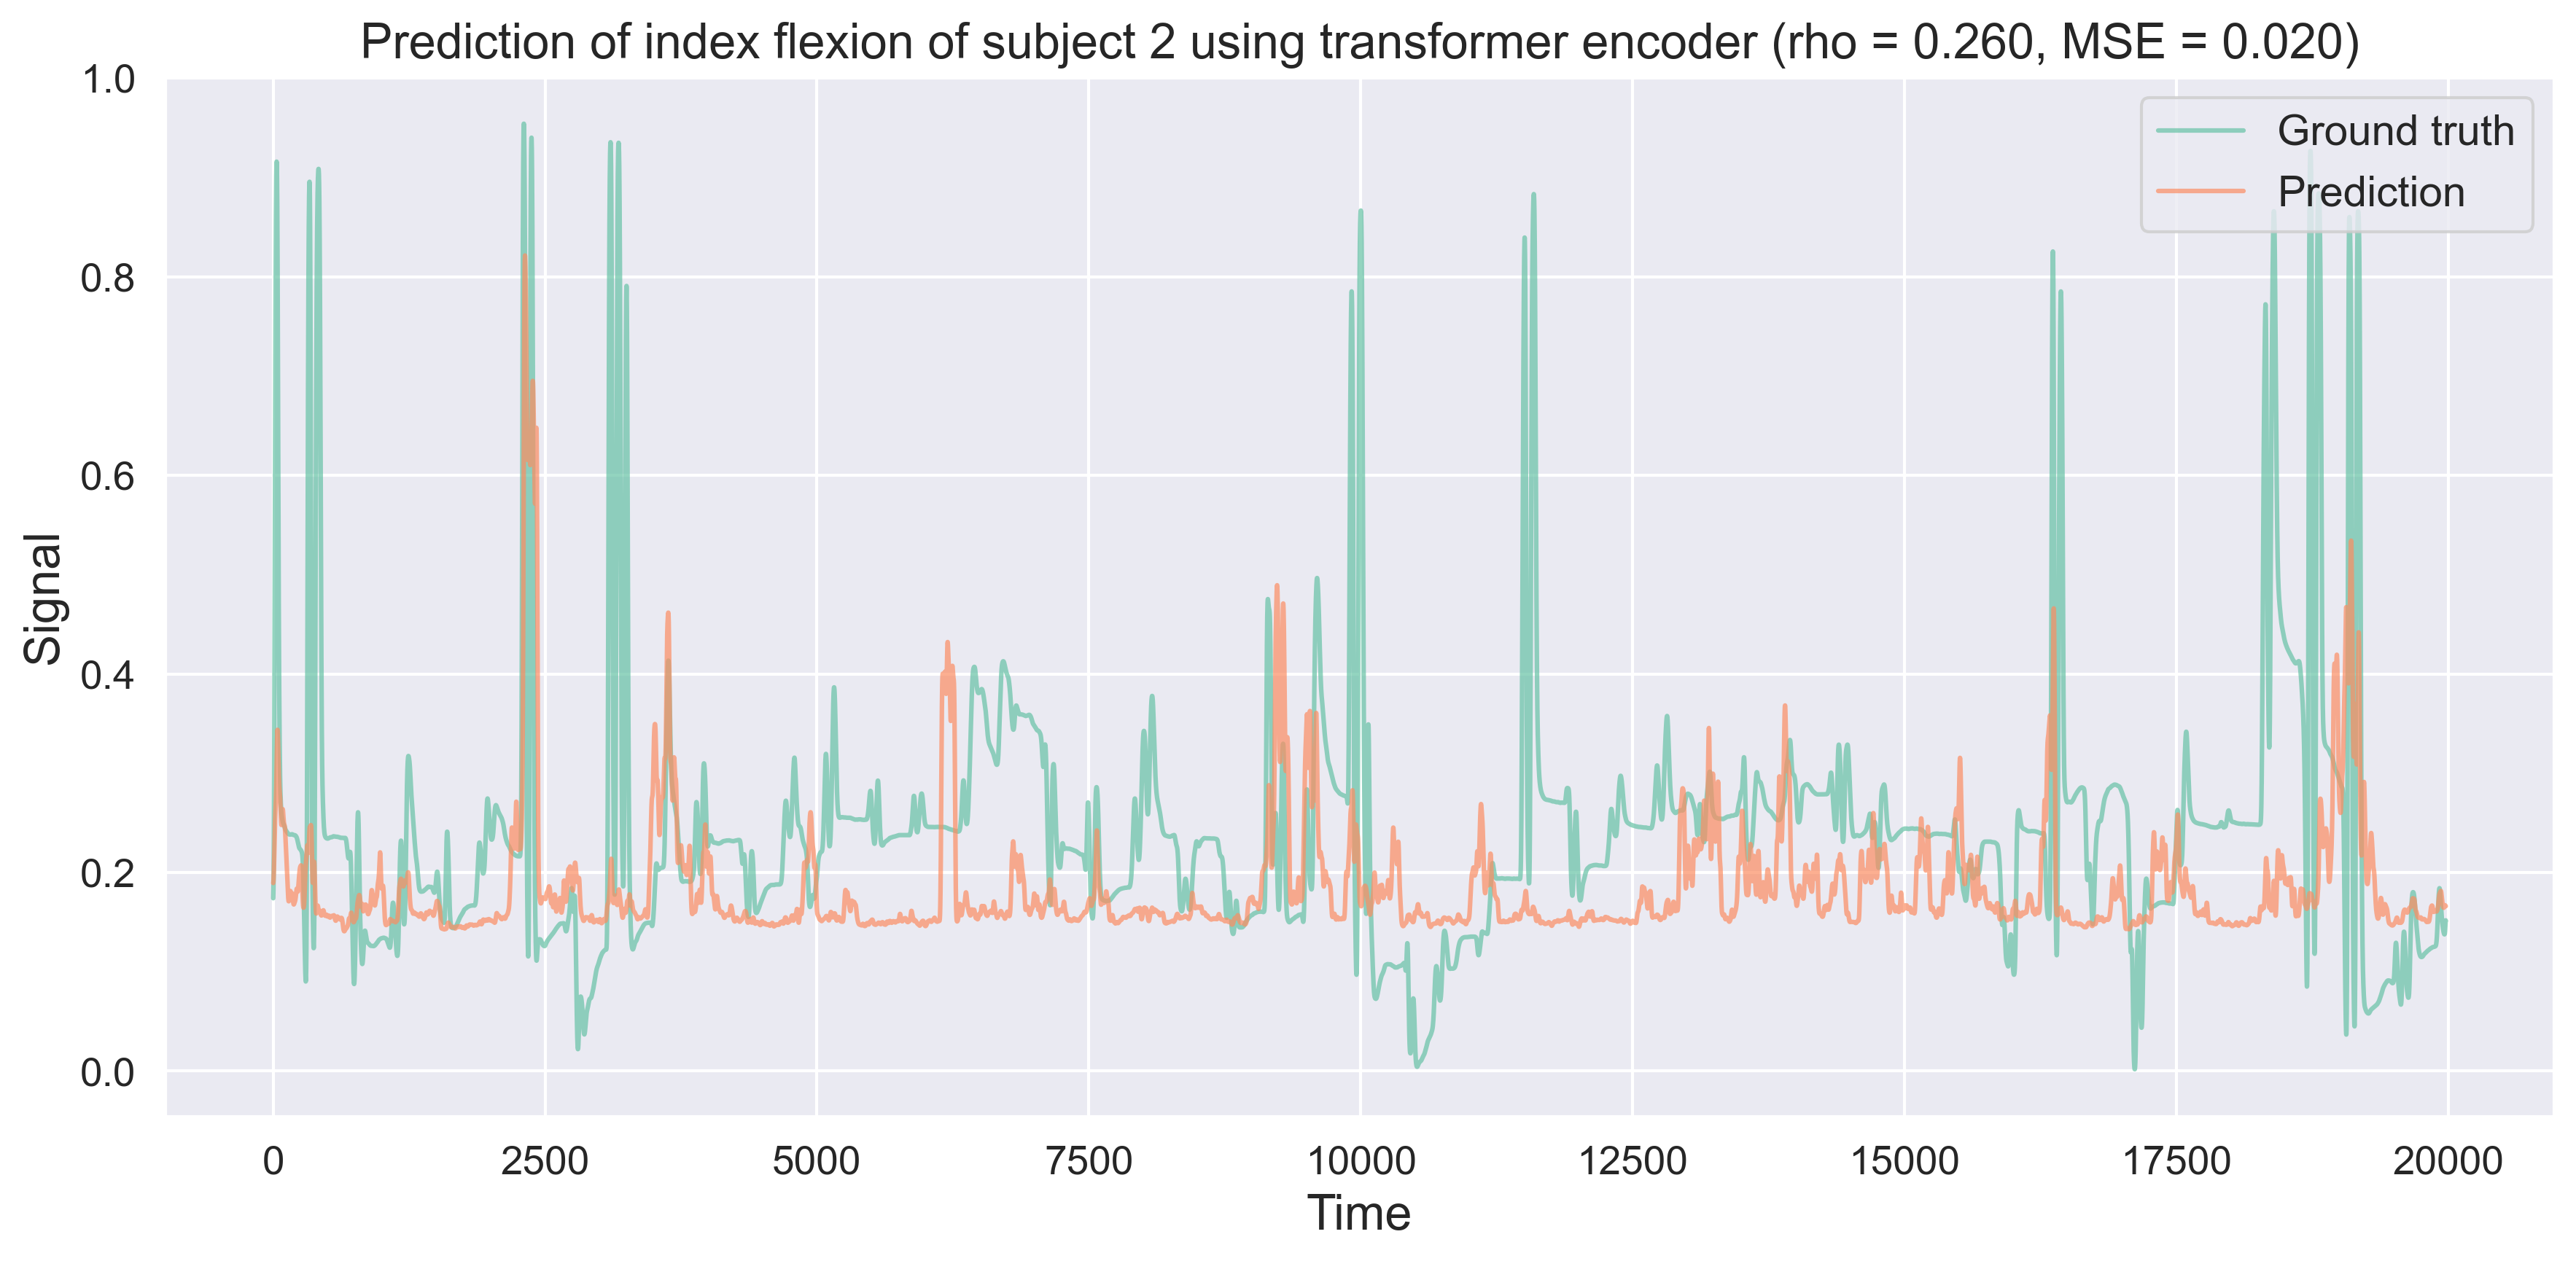 Prediction of index flexion of subject 2 using transformer encoder (rho = 0.260, MSE = 0.020)
1.0
0.8
0.6
0.4
0.2
0.0
Signal
Ground truth
Prediction
0 2500 5000 7500 10000 12500 15000 17500 20000
Time